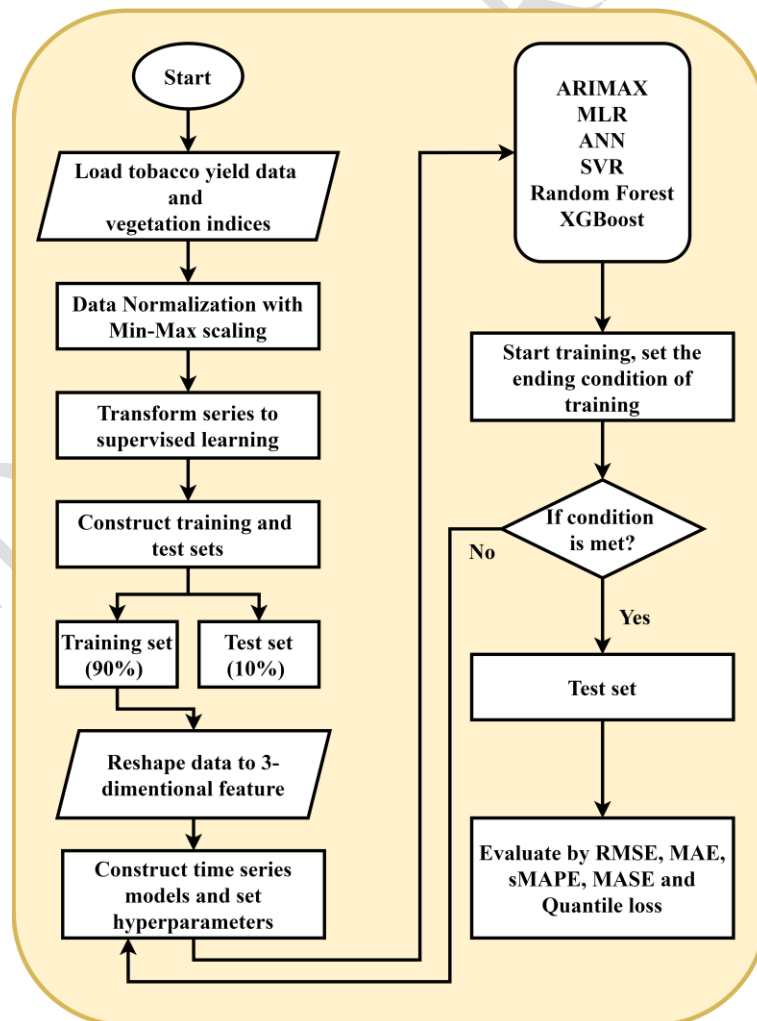 Start
Load tobacco yield data
and
vegetation indices
Data Normalization with
Min-Max scaling
Transform series to
supervised learning
Construct training and
test sets
Training set
(90%)
Test set
(10%)
Reshape data to 3-
dimentional feature
Construct time series
models and set
hyperparameters
ARIMAX
MLR
ANN
SVR
Random Forest
XGBoost
Start training, set the
ending condition of
training
If condition
is met?
No
Yes
Test set
Evaluate by RMSE, MAE,
sMAPE, MASE and
Quantile loss